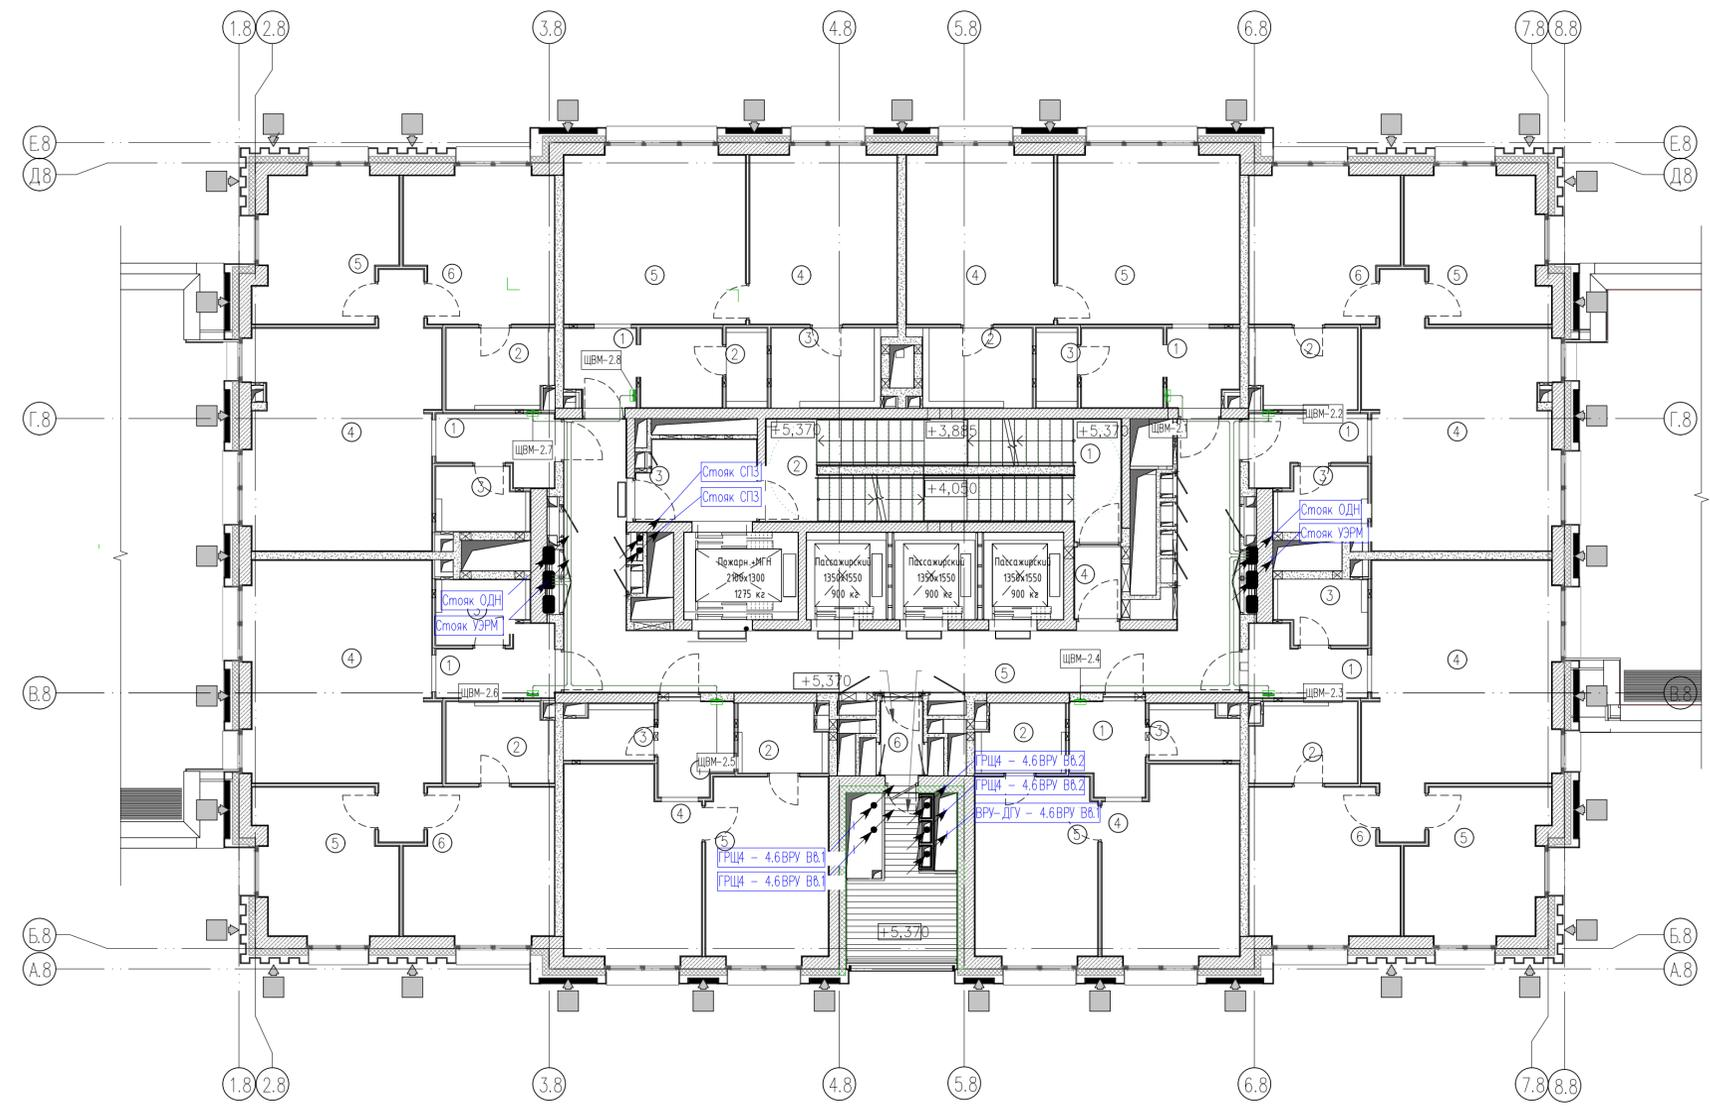 1.8 2.8 3.8 4.8 5.8 6.8 7.8 8.8
Е.8 Е.8
Д8 Д8
5 6 5 4 4 5 6 5
2 1 2 3 2 3 1 2
ЩВМ-2.8
Г.8 Г.8
ЩВМ-2.2
4 1 +5,370 +3,885 +5,370 ЩВМ-2.1 1 4
ЩВМ-2.7
1
3 3 2 3
Стояк СПЗ
Стояк СПЗ
+4,050
Стояк ОДН
Стояк УЭРМ
Пожарн.+МГН
2100х1300
1275 кг
Пассажирский
1350х1550
900 кг
Пассажирский
1350х1550
900 кг
Пассажирский
1350х1550
900 кг
4
Стояк ОДН
3 3
Стояк УЭРМ
4 1 5 ЩВМ-2.4 1 4
+5,370
В.8 ЩВМ-2.6 ЩВМ-2.3 В.8
2 3 2 6 2 1 3 2
ЩВМ-2.5
ГРЩ4 - 4.6ВРУ Вв.2
ГРЩ4 - 4.6ВРУ Вв.2
ВРУ-ДГУ - 4.6ВРУ Вв.1
5 6 4 5 5 4 6 5
ГРЩ4 - 4.6ВРУ Вв.1
ГРЩ4 - 4.6ВРУ Вв.1
+5,370
Б.8 Б.8
А.8 А.8
1.8 2.8 3.8 4.8 5.8 6.8 7.8 8.8